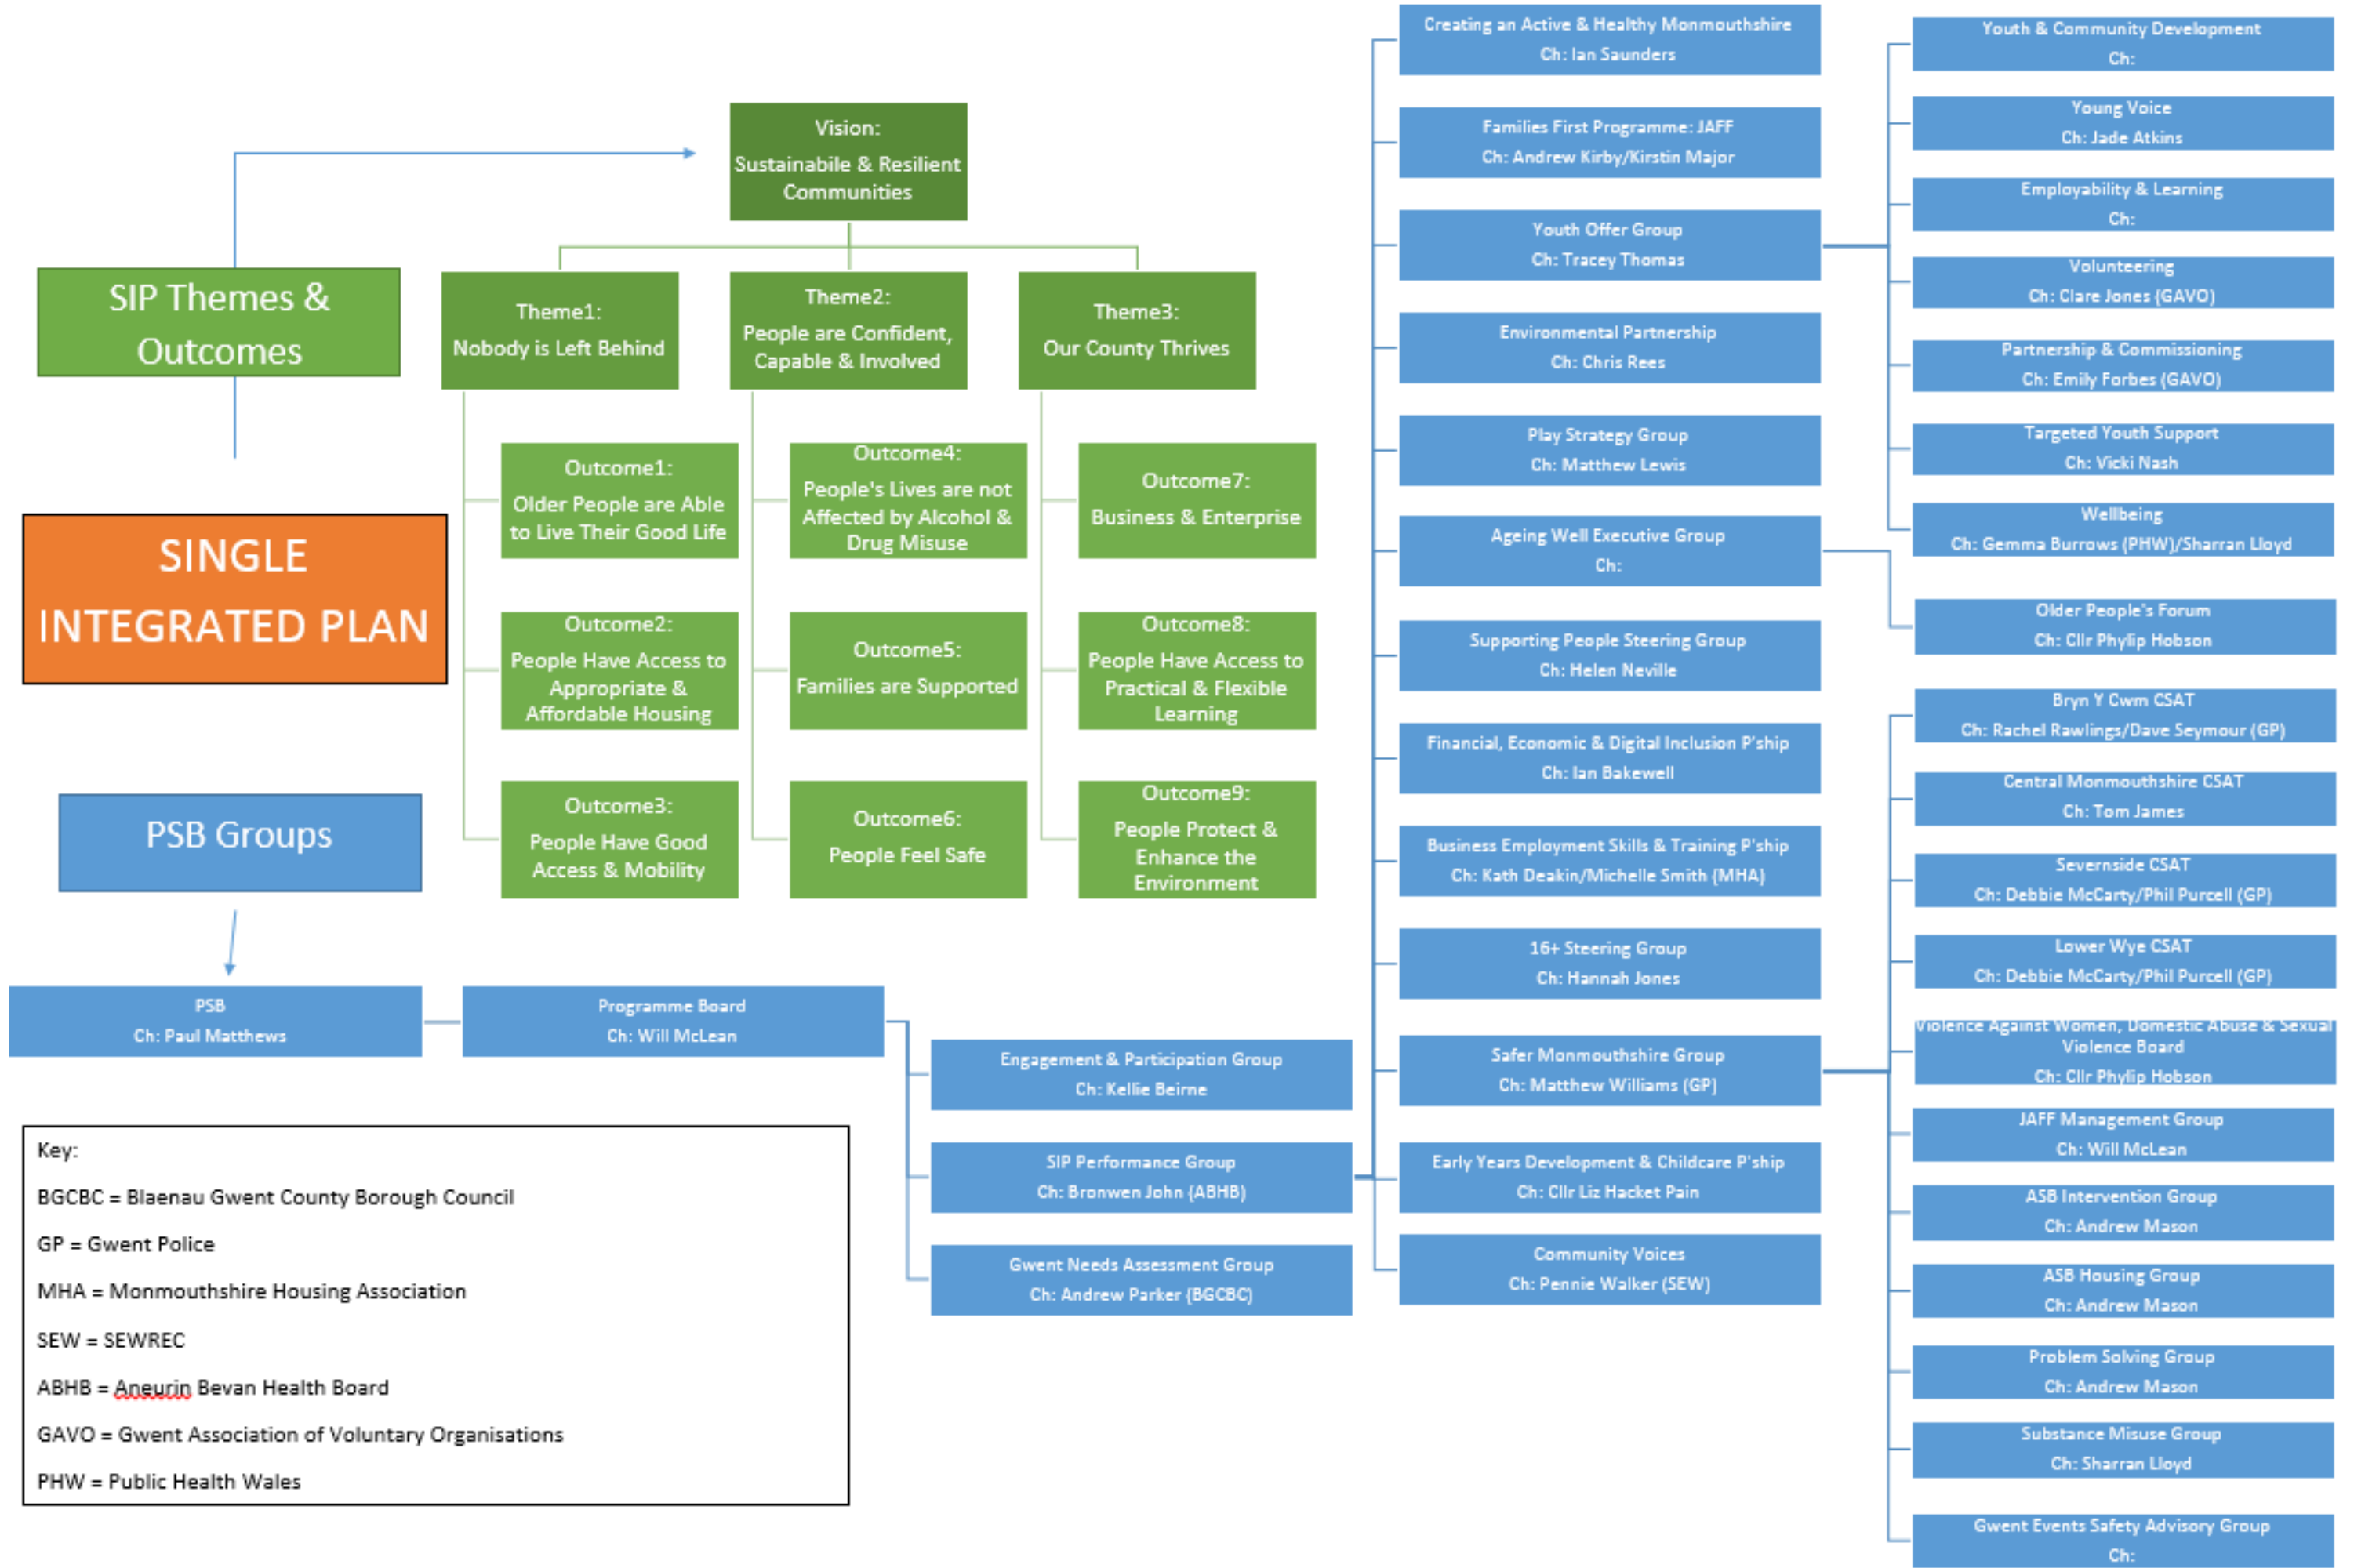 Vision:
Sustainabile & Resilient
Communities
SIP Themes &
Outcomes
Theme1:
Nobody is Left Behind
Theme2:
People are Confident,
Capable & Involved
Theme3:
Our County Thrives
Outcome1:
Older People are Able
to Live Their Good Life
Outcome2:
People Have Access to
Appropriate &
Affordable Housing
Outcome3:
People Have Good
Access & Mobility
Outcome4:
People's Lives are not
Affected by Alcohol &
Drug Misuse
Outcome5:
Families are Supported
Outcome6:
People Feel Safe
Outcome7:
Business & Enterprise
Outcome8:
People Have Access to
Practical & Flexible
Learning
Outcome9:
People Protect &
Enhance the
Environment
SINGLE
INTEGRATED PLAN
PSB Groups
PSB
Ch: Paul Matthews
Programme Board
Ch: Will McLean
Engagement & Participation Group
Ch: Kellie Beirne
SIP Performance Group
Ch: Bronwen John (ABHB)
Gwent Needs Assessment Group
Ch: Andrew Parker (BGCBC)
Creating an Active & Healthy Monmouthshire
Ch: Ian Saunders
Families First Programme: JAFF
Ch: Andrew Kirby/Kirstin Major
Youth Offer Group
Ch: Tracey Thomas
Environmental Partnership
Ch: Chris Rees
Play Strategy Group
Ch: Matthew Lewis
Ageing Well Executive Group
Ch:
Supporting People Steering Group
Ch: Helen Neville
Financial, Economic & Digital Inclusion P'ship
Ch: Ian Bakewell
Business Employment Skills & Training P'ship
Ch: Kath Deakin/Michelle Smith (MHA)
16+ Steering Group
Ch: Hannah Jones
Safer Monmouthshire Group
Ch: Matthew Williams (GP)
Early Years Development & Childcare P'ship
Ch: Cllr Liz Hacket Pain
Community Voices
Ch: Pennie Walker (SEW)
Youth & Community Development
Ch:
Young Voice
Ch: Jade Atkins
Employability & Learning
Ch:
Volunteering
Ch: Clare Jones (GAVO)
Partnership & Commissioning
Ch: Emily Forbes (GAVO)
Targeted Youth Support
Ch: Vicki Nash
Wellbeing
Ch: Gemma Burrows (PHW)/Sharran Lloyd
Older People's Forum
Ch: Cllr Phylip Hobson
Bryn Y Cwm CSAT
Ch: Rachel Rawlings/Dave Seymour (GP)
Central Monmouthshire CSAT
Ch: Tom James
Severnside CSAT
Ch: Debbie McCarty/Phil Purcell (GP)
Lower Wye CSAT
Ch: Debbie McCarty/Phil Purcell (GP)
Violence Against Women, Domestic Abuse & Sexual
Violence Board
Ch: Cllr Phylip Hobson
JAFF Management Group
Ch: Will McLean
ASB Intervention Group
Ch: Andrew Mason
ASB Housing Group
Ch: Andrew Mason
Problem Solving Group
Ch: Andrew Mason
Substance Misuse Group
Ch: Sharran Lloyd
Gwent Events Safety Advisory Group
Ch:
Key:
BGCBC = Blaenau Gwent County Borough Council
GP = Gwent Police
MHA = Monmouthshire Housing Association
SEW = SEWREC
ABHB = Aneurin Bevan Health Board
GAVO = Gwent Association of Voluntary Organisations
PHW = Public Health Wales